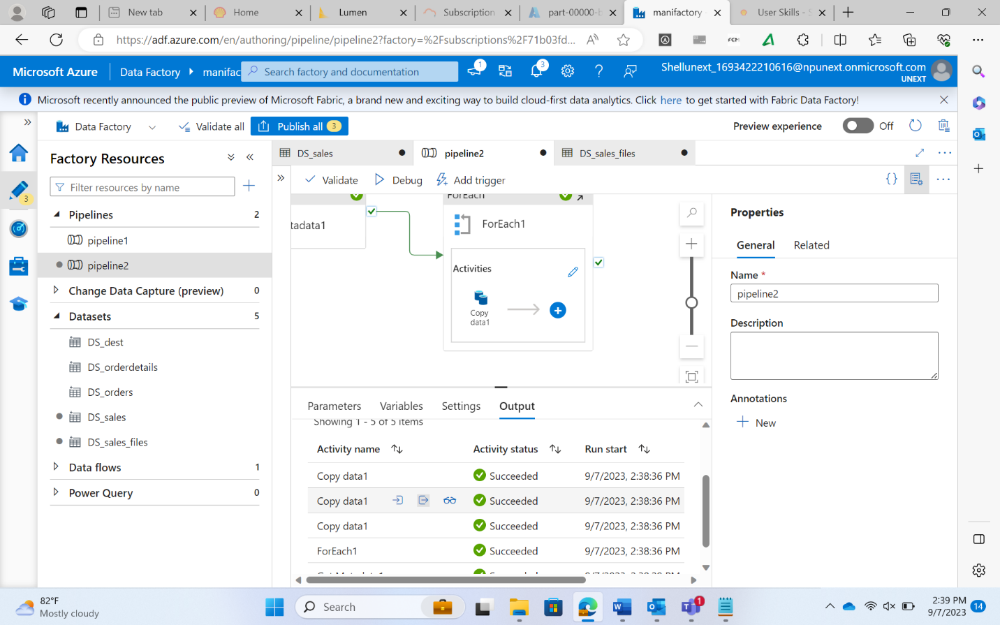 New tab
Home
Lumen
Subscription
part-00000-
manifactory
User Skills - S
https://adf.azure.com/en/authoring/pipeline/pipeline2?factory=%2Fsubscriptions%2F71b03fd...
FCM
Microsoft Azure
Data Factory
manifac
Search factory and documentation
1
3
Shellunext_1693422210616@npunext.onmicrosoft.com
UNEXT
Microsoft recently announced the public preview of Microsoft Fabric, a brand new and exciting way to build cloud-first data analytics. Click here to get started with Fabric Data Factory!
Data Factory
Validate all
Publish all 3
Preview experience
Off
3
Factory Resources
Filter resources by name
Pipelines 2
pipeline1
pipeline2
Change Data Capture (preview) 0
Datasets 5
DS_dest
DS_orderdetails
DS_orders
DS_sales
DS_sales_files
Data flows 1
Power Query 0
DS_sales
pipeline2
DS_sales_files
Validate
Debug
Add trigger
ForEach
tadata1
ForEach1
Activities
Copy
data1
Parameters
Variables
Settings
Output
Showing 1 - 5 of 5 items
Activity name Activity status Run start
Copy data1 Succeeded 9/7/2023, 2:38:36 PM
Copy data1 Succeeded 9/7/2023, 2:38:36 PM
Copy data1 Succeeded 9/7/2023, 2:38:36 PM
ForEach1 Succeeded 9/7/2023, 2:38:36 PM
Properties
General
Related
Name *
pipeline2
Description
Annotations
New
82°F
Mostly cloudy
Search
1
2:39 PM
9/7/2023
14